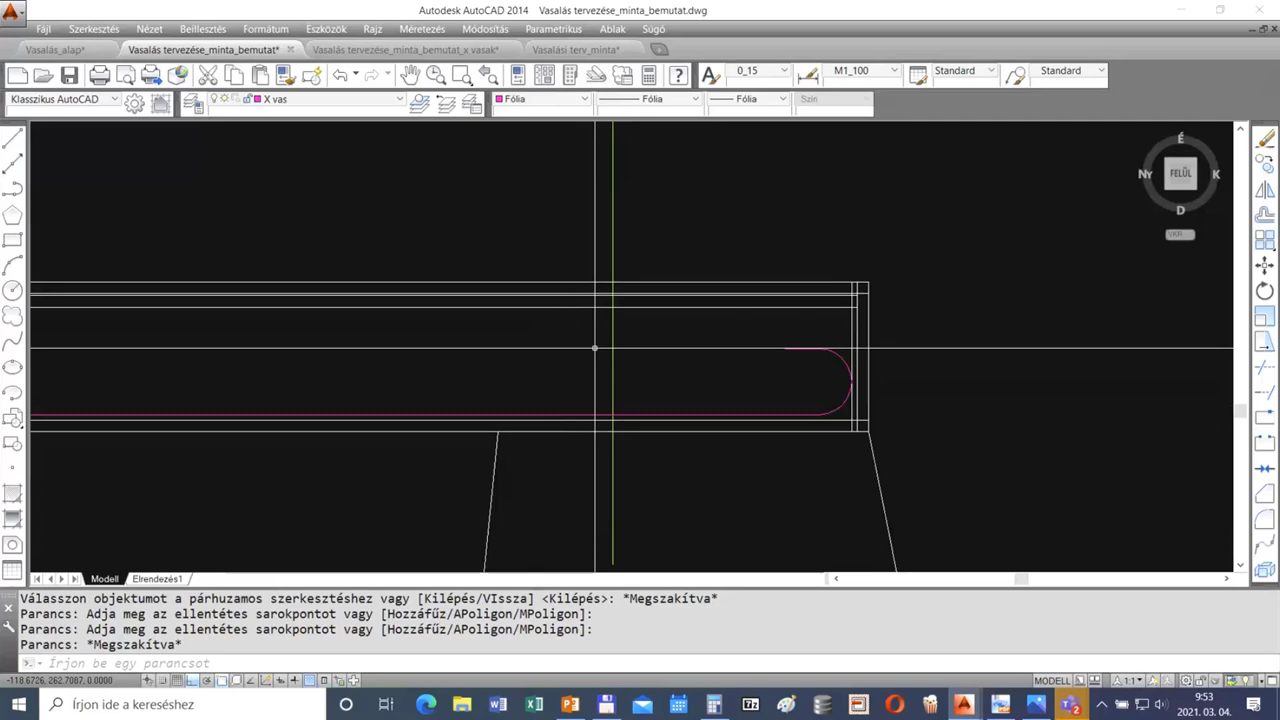 Autodesk AutoCAD 2014 Vasalás tervezése_minta_bemutat.dwg
Fájl Szerkesztés Nézet Beillesztés Formátum Eszközök Rajz Méretezés Módosítás Parametrikus Ablak Súgó
Vasalás_alap* Vasalás tervezése_minta_bemutat* Vasalás tervezése_minta_bemutat_x vasak* Vasalási terv_minta*
0_15 M1_100 Standard Standard
Klasszikus AutoCAD X vas Fólia Fólia Fólia Szín
É
NY FELÜL K
D
VKR
Modell Elrendezés1
Válasszon objektumot a párhuzamos szerkesztéshez vagy [Kilépés/VIssza] <Kilépés>: *Megszakítva*
Parancs: Adja meg az ellentétes sarokpontot vagy [Hozzáfűz/APoligon/MPoligon]:
Parancs: Adja meg az ellentétes sarokpontot vagy [Hozzáfűz/APoligon/MPoligon]:
Parancs: *Megszakítva*
Írjon be egy parancsot
-118.6726, 262.7087, 0.0000 MODELL 1:1
Írjon ide a kereséshez
9:53
2021. 03. 04.